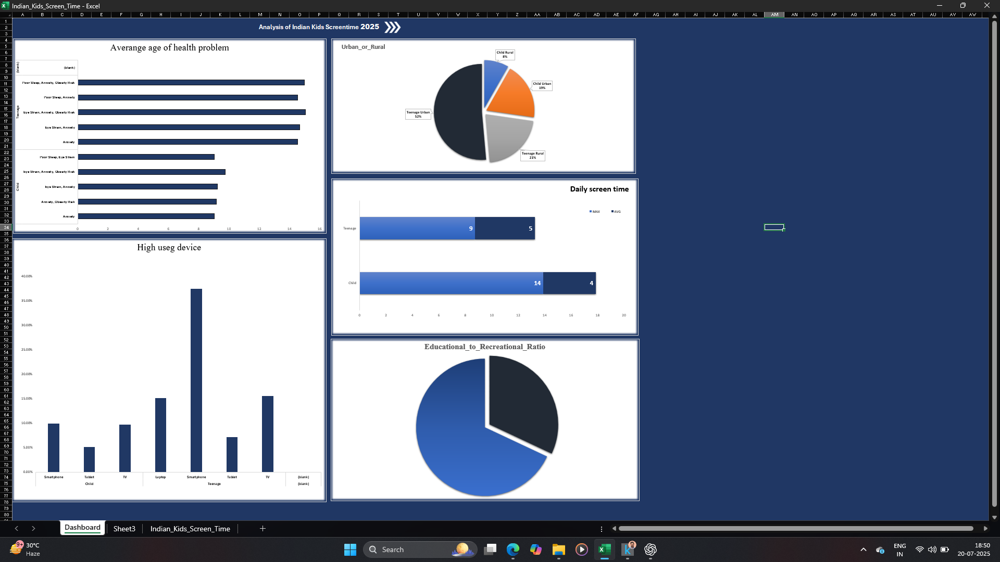 Indian_Kids_Screen_Time - Excel
A B C D E F G H I J K L M N O P Q R S T U V W X Y Z AA AB AC AD AE AF AG AH AI AJ AK AL AM AN AO AP AQ AR AS AT AU AV AW
1
2
3
4
5
6
7
8
9
10
11
12
13
14
15
16
17
18
19
20
21
22
23
24
25
26
27
28
29
30
31
32
33
34
35
36
37
38
39
40
41
42
43
44
45
46
47
48
49
50
51
52
53
54
55
56
57
58
59
60
61
62
63
64
65
66
67
68
69
70
71
72
73
74
75
76
77
78
79
80
Analysis of Indian Kids Screentime 2025
Averange age of health problem
(blank)
(blank)
Teenage
Poor Sleep, Anxiety, Obesity Risk
Poor Sleep, Anxiety
Eye Strain, Anxiety, Obesity Risk
Eye Strain, Anxiety
Anxiety
Child
Poor Sleep, Eye Strain
Eye Strain, Anxiety, Obesity Risk
Eye Strain, Anxiety
Anxiety, Obesity Risk
Anxiety
0 2 4 6 8 10 12 14 16
Urban_or_Rural
Child Rural
8%
Child Urban
19%
Teenage Urban
52%
Teenage Rural
21%
Daily screen time
MAX AVG
Teenage
9 5
Child
14 4
0 2 4 6 8 10 12 14 16 18 20
High useg device
40.00%
35.00%
30.00%
25.00%
20.00%
15.00%
10.00%
5.00%
0.00%
Smartphone Tablet TV Laptop Smartphone Tablet TV (blank)
Child Teenage (blank)
Educational_to_Recreational_Ratio
Dashboard Sheet3 Indian_Kids_Screen_Time
9+
30°C
Haze
Search
ENG
IN
18:50
20-07-2025